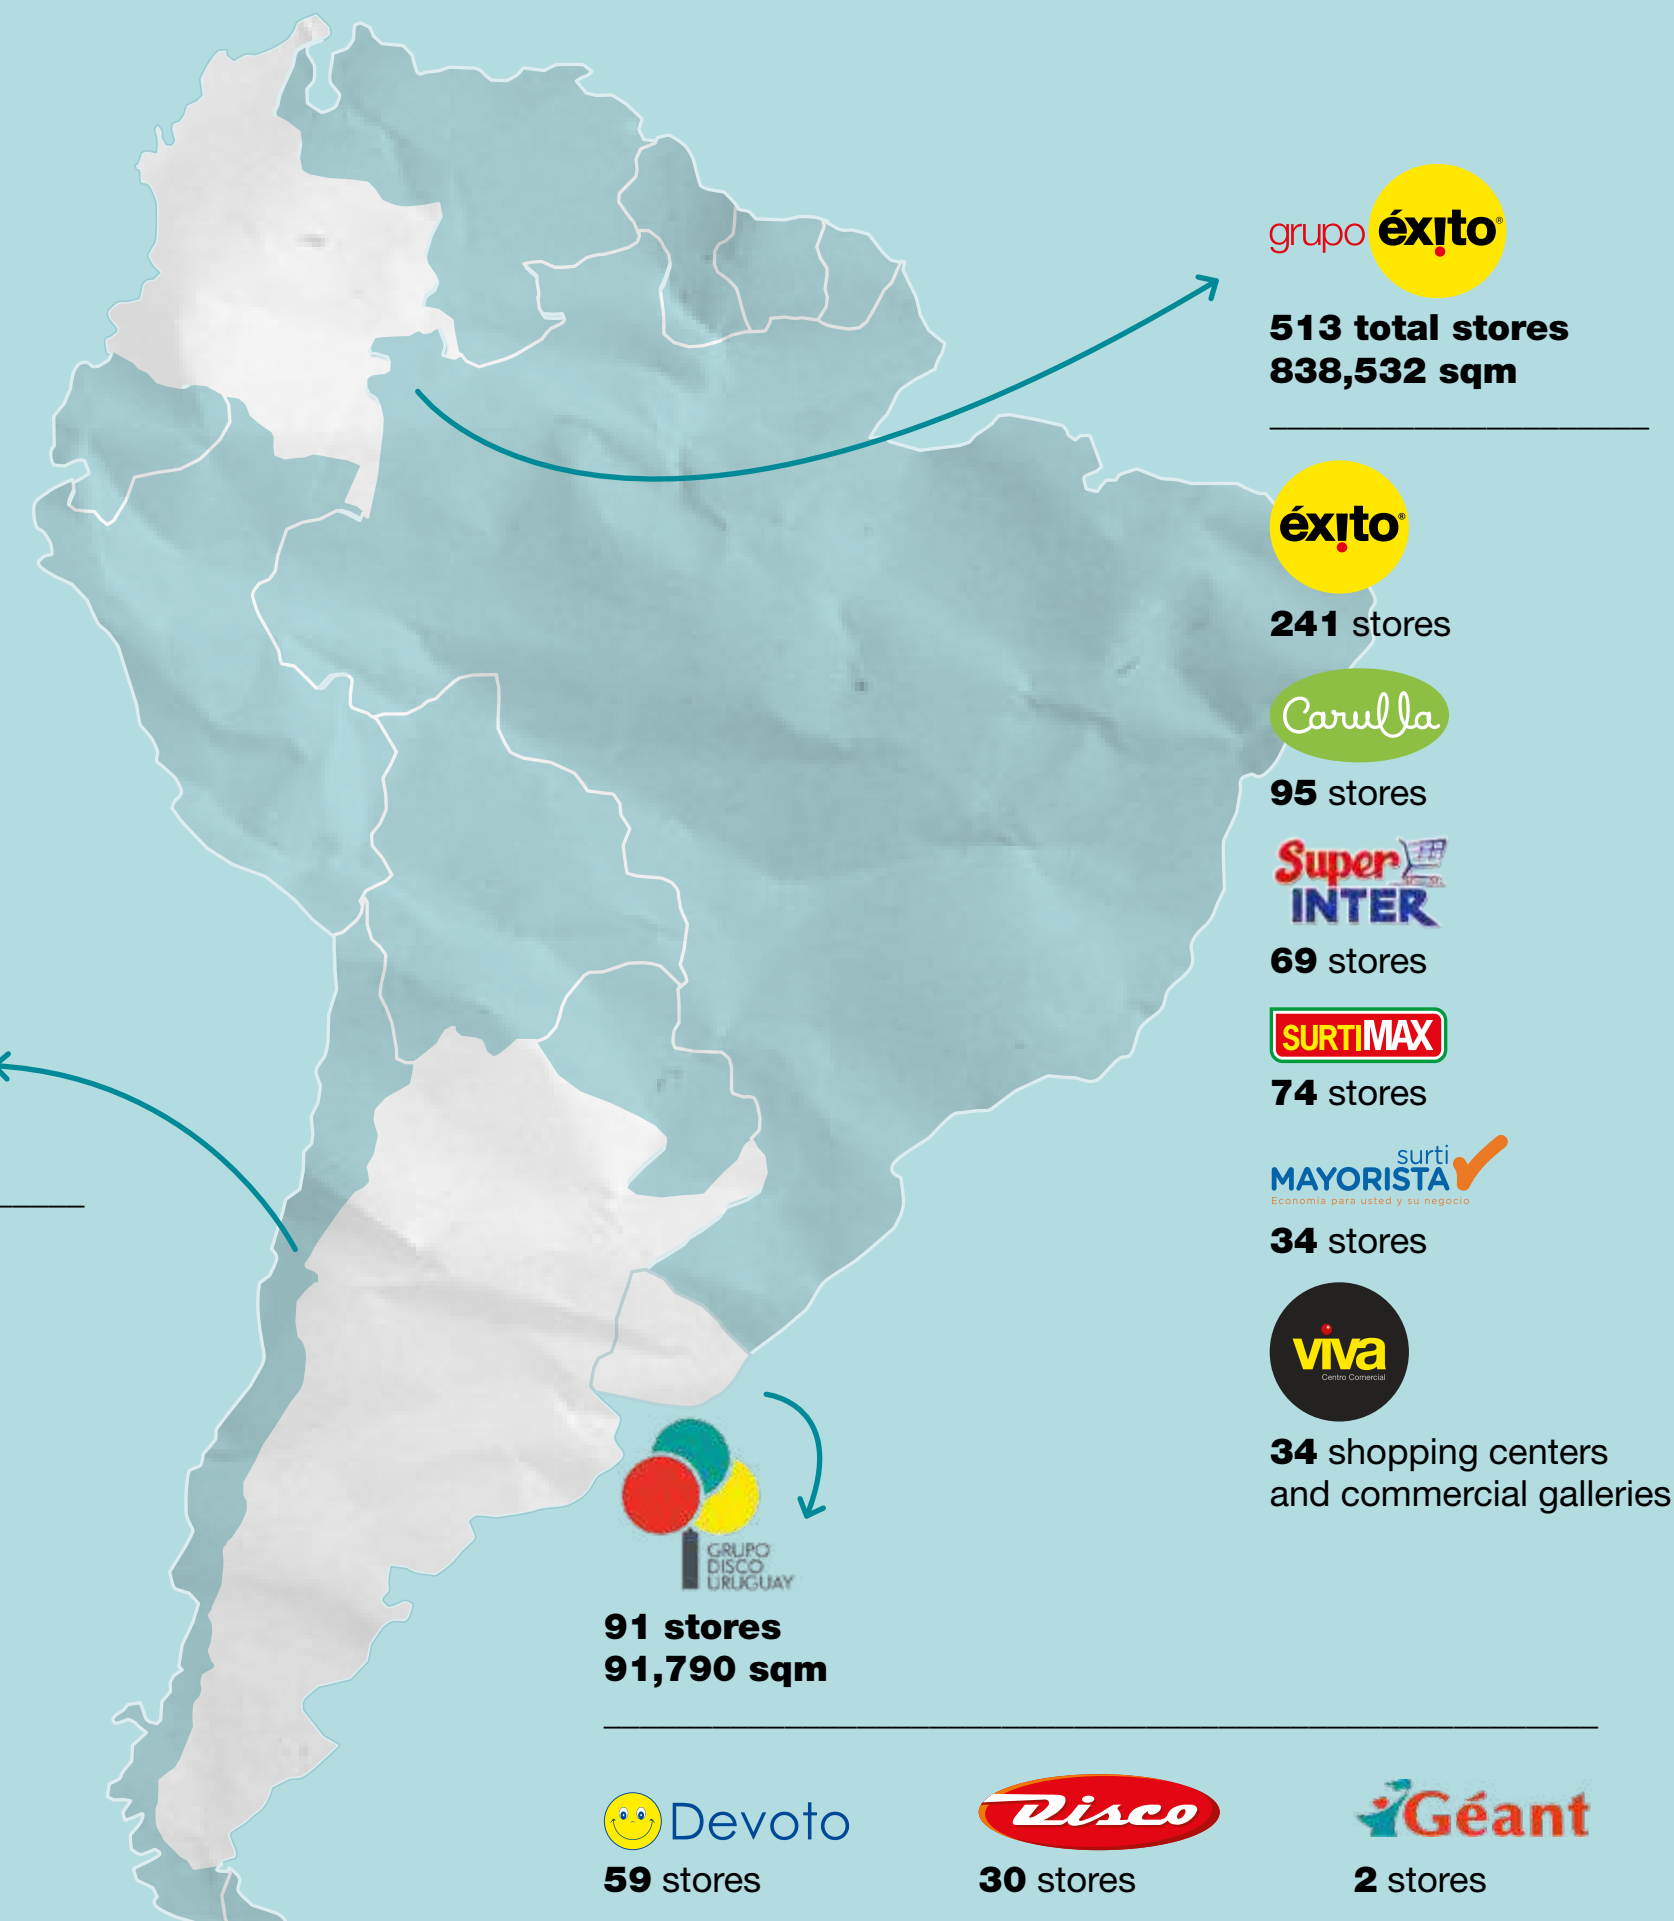 grupo éxito®
513 total stores
838,532 sqm
éxito®
241 stores
Carulla
95 stores
Super
INTER
69 stores
SURTIMAX
74 stores
surti
MAYORISTA
Economía para usted y su negocio
34 stores
viva
Centro Comercial
34 shopping centers
and commercial galleries
GRUPO
DISCO
URUGUAY
91 stores
91,790 sqm
Devoto
59 stores
Disco
30 stores
Géant
2 stores